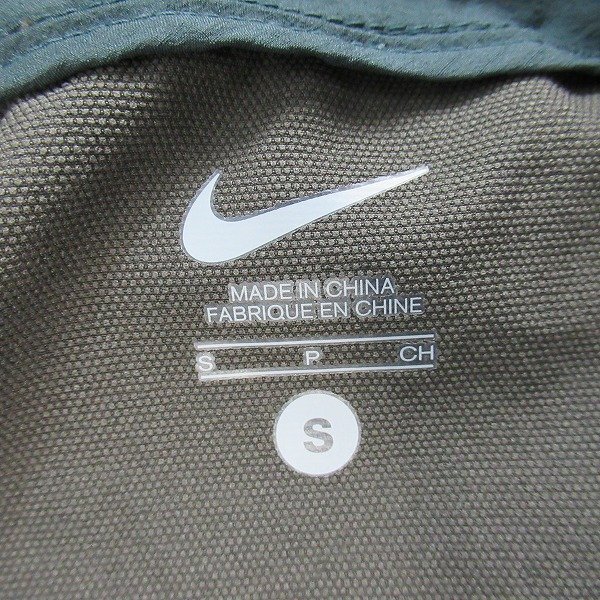 MADE IN CHINA
FABRIQUE EN CHINE
S P CH
S